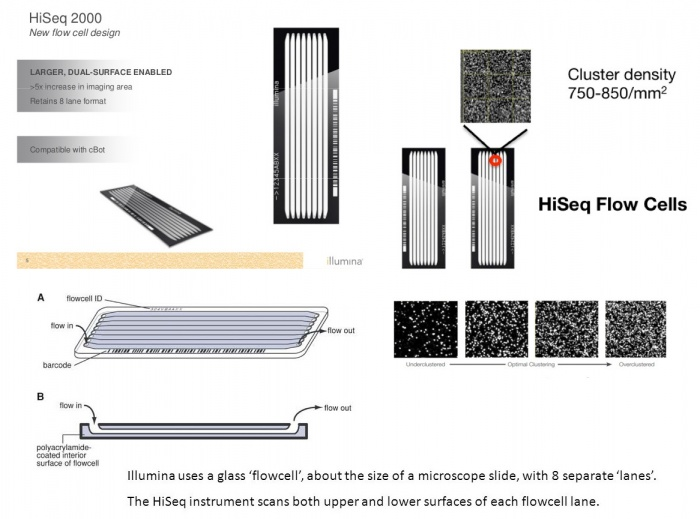 HiSeq 2000
New flow cell design
LARGER, DUAL-SURFACE ENABLED
>5x increase in imaging area
Retains 8 lane format
Compatible with cBot
illumina
illumina
Cluster density
750-850/mm²
HiSeq Flow Cells
A
flowcell ID
flow in
flow out
barcode
Underclustered
Optimal Clustering
Overclustered
B
flow in
flow out
polyacrylamide-
coated interior
surface of flowcell
Illumina uses a glass ‘flowcell’, about the size of a microscope slide, with 8 separate ‘lanes’.
The HiSeq instrument scans both upper and lower surfaces of each flowcell lane.